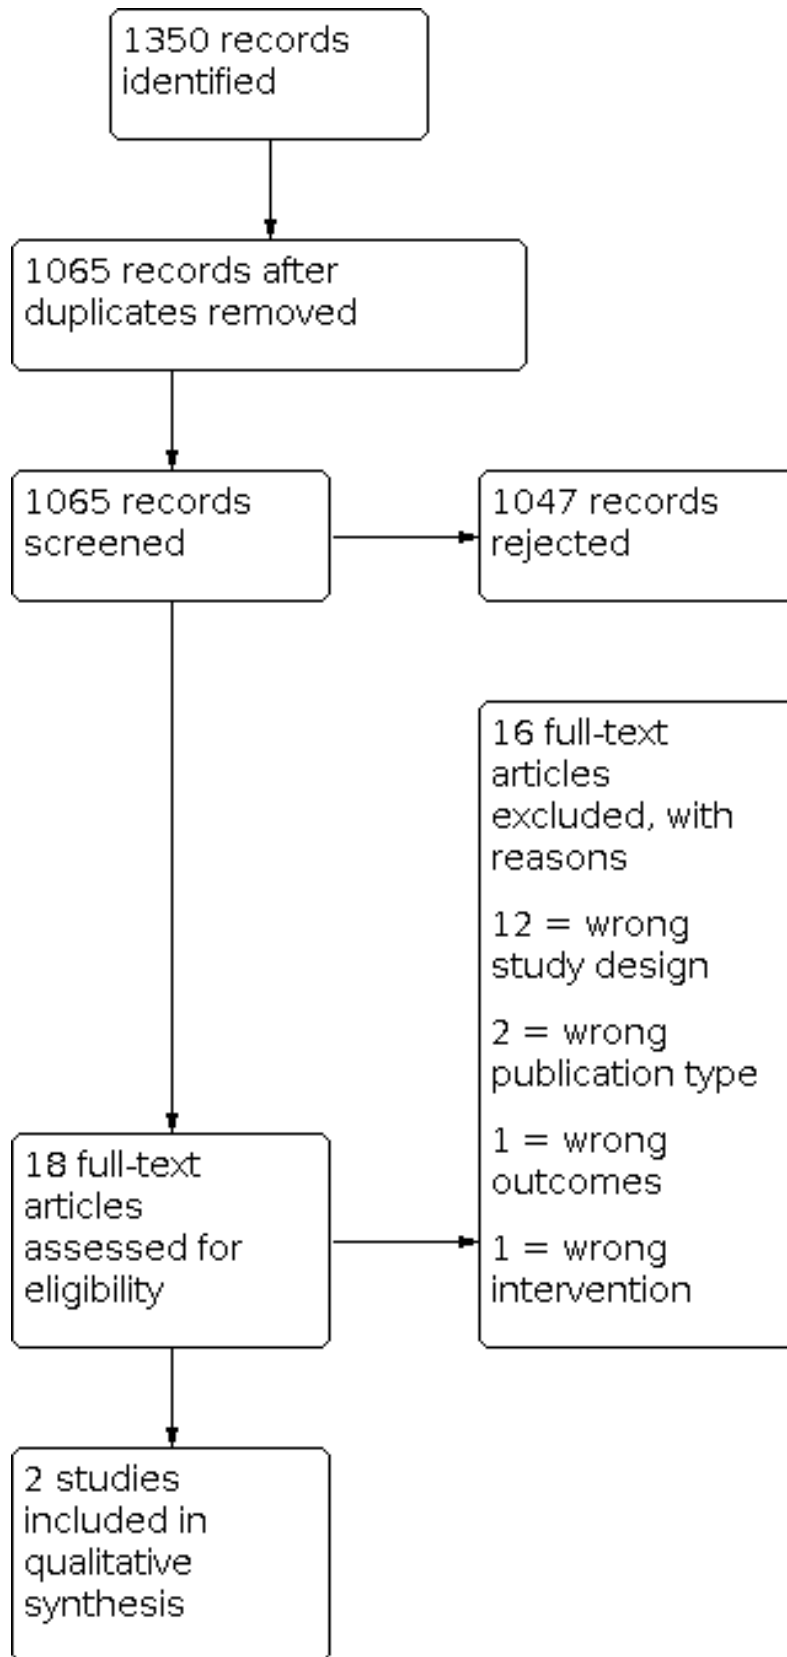 1350 records
identified
1065 records after
duplicates removed
1065 records
screened
1047 records
rejected
16 full-text
articles
excluded, with
reasons
12 = wrong
study design
2 = wrong
publication type
1 = wrong
outcomes
1 = wrong
intervention
18 full-text
articles
assessed for
eligibility
2 studies
included in
qualitative
synthesis